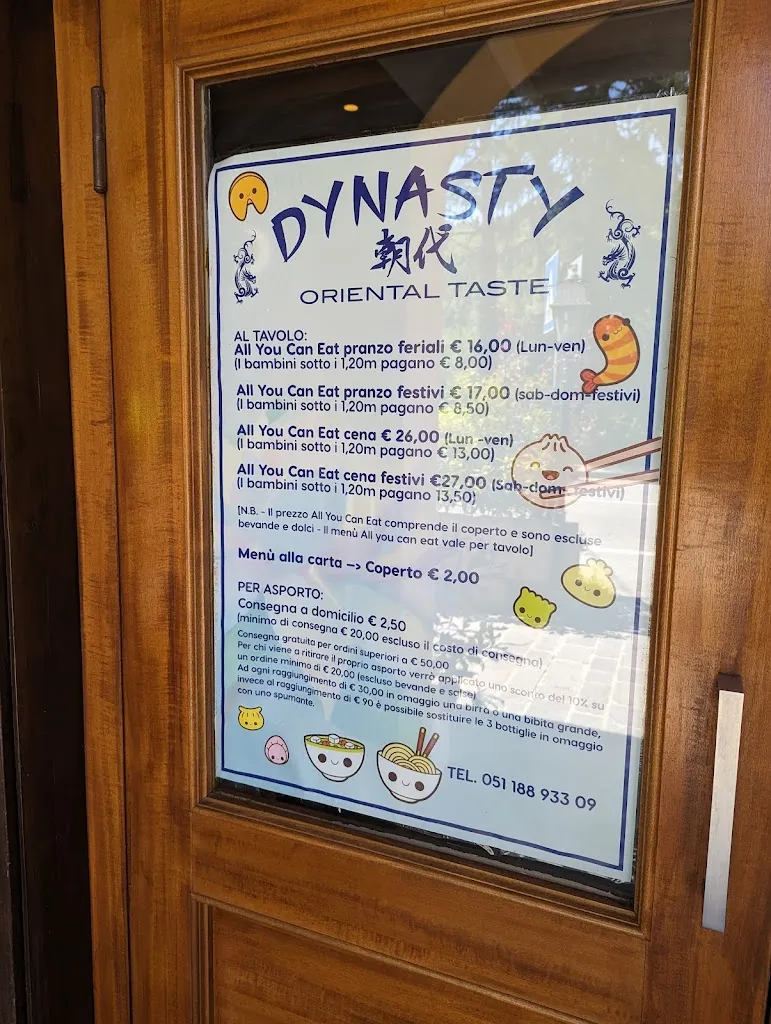 DYNASTY
朝代
ORIENTAL TASTE
AL TAVOLO:
All You Can Eat pranzo feriali € 16,00 (Lun-ven)
(I bambini sotto i 1,20m pagano € 8,00)
All You Can Eat pranzo festivi € 17,00 (sab-dom-festivi)
(I bambini sotto i 1,20m pagano € 8,50)
All You Can Eat cena € 26,00 (Lun -ven)
(I bambini sotto i 1,20m pagano € 13,00)
All You Can Eat cena festivi €27,00 (Sab-dom- festivi)
(I bambini sotto i 1,20m pagano 13,50)
[N.B. - Il prezzo All You Can Eat comprende il coperto e sono escluse
bevande e dolci - Il menù All you can eat vale per tavolo]
Menù alla carta –> Coperto € 2,00
PER ASPORTO:
Consegna a domicilio € 2,50
(minimo di consegna € 20,00 escluso il costo di consegna)
Consegna gratuita per ordini superiori a € 50,00
Per chi viene a ritirare il proprio asporto verrò applicato uno sconto del 10% su
un ordine minimo di € 20,00 (escluso bevande e salse)
Ad ogni raggiungimento di € 30,00 in omaggio una birra o una bibita grande,
invece al raggiungimento di € 90 è possibile sostituire le 3 bottiglie in omaggio
con uno spumante.
TEL. 051 188 933 09